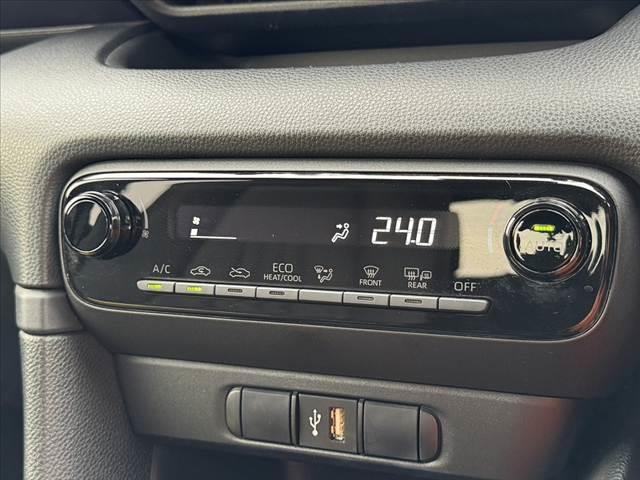 24.0
A/C
ECO
HEAT/COOL
FRONT
REAR
OFF
AUTO